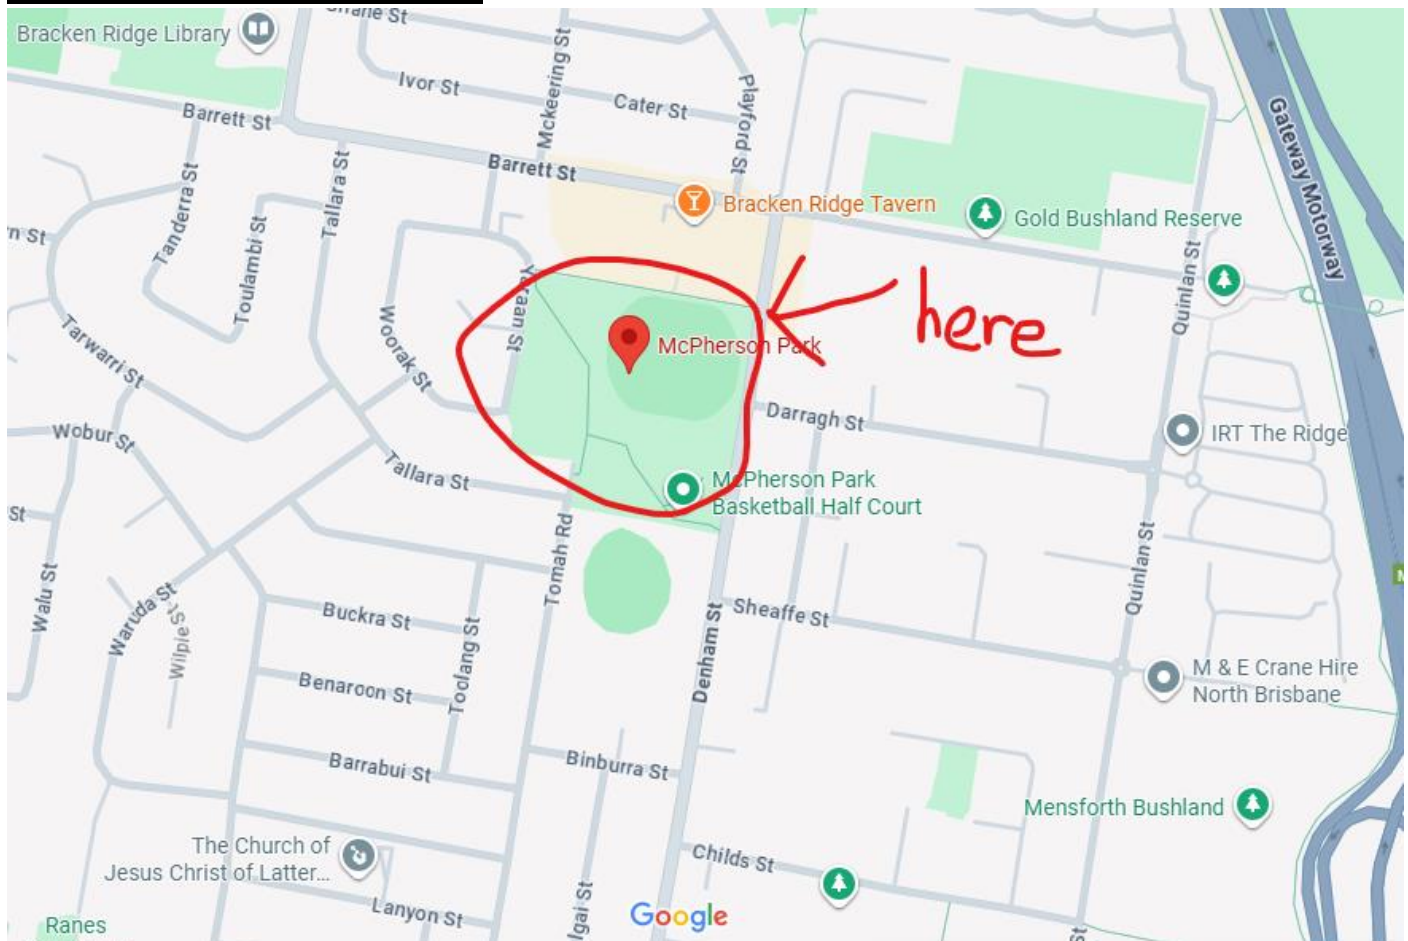 Bracken Ridge Library
Ivor St
Mckeering St
Cater St
Playford St
Barrett St
Barrett St
Gateway Motorway
Tanderra St
Toulambi St
Tallara St
Bracken Ridge Tavern
Gold Bushland Reserve
Quinlan St
here
Woorak St
McPherson Park
Tarwarri St
Darragh St
IRT The Ridge
Wobur St
Tallara St
McPherson Park
Basketball Half Court
St
Tomah Rd
Quinlan St
Walu St
Waruda St
Wilpie St
Buckra St
Toolang St
Denham St
Sheaffe St
Benaroon St
M & E Crane Hire
North Brisbane
Barrabui St
Binburra St
Mensforth Bushland
The Church of
Jesus Christ of Latter...
Childs St
Lanyon St
Google
Ranes
St